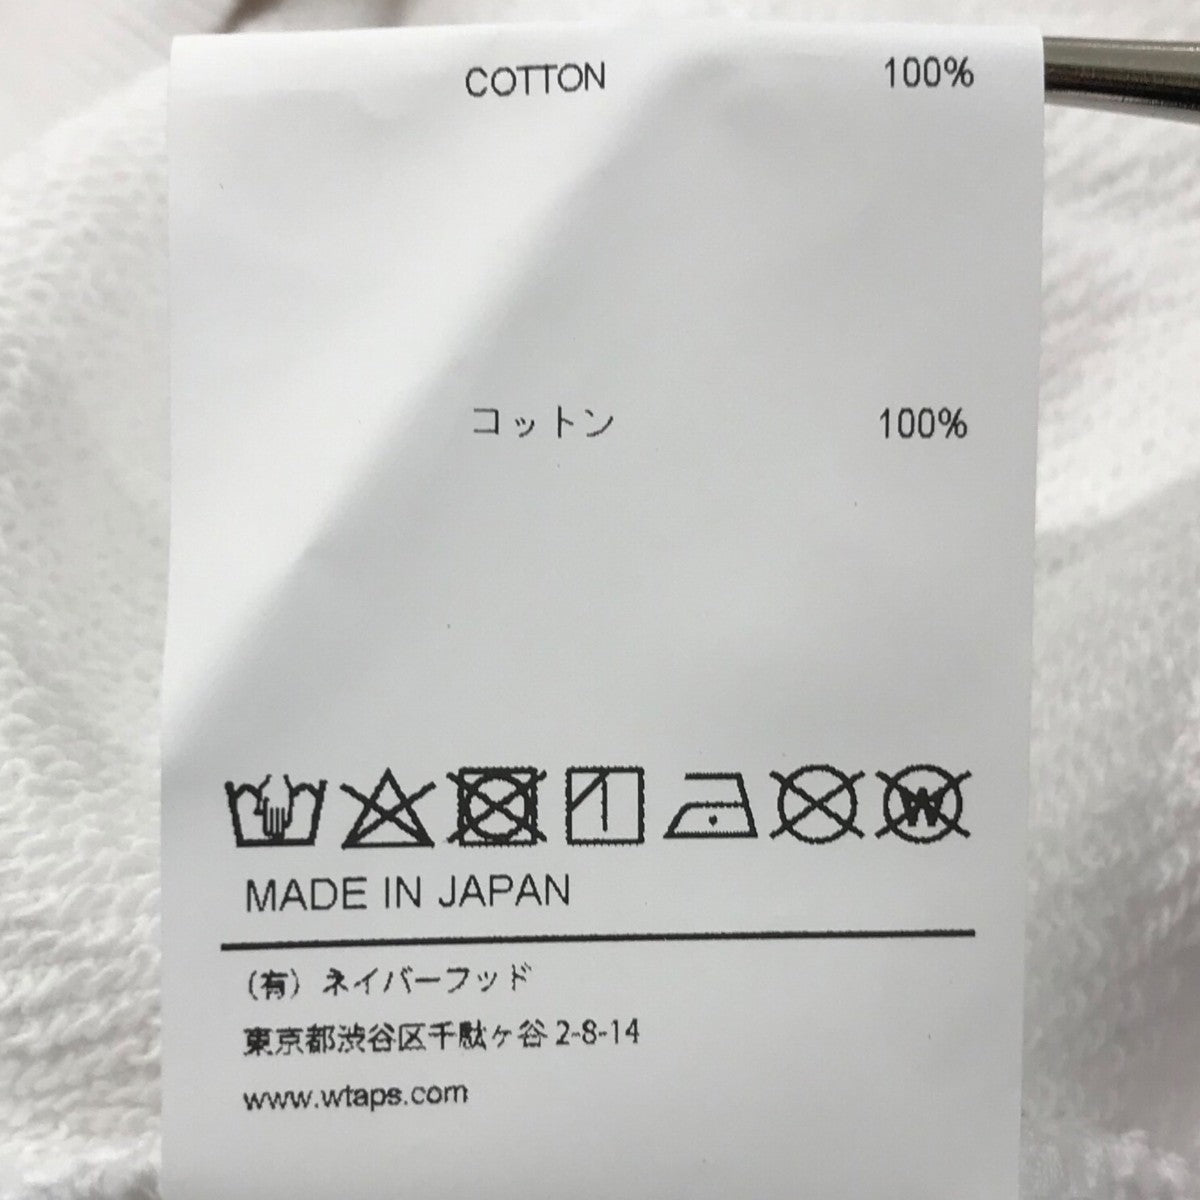 COTTON 100%
コットン 100%
W
MADE IN JAPAN
(有) ネイバーフッド
東京都渋谷区千駄ヶ谷 2-8-14
www.wtaps.com